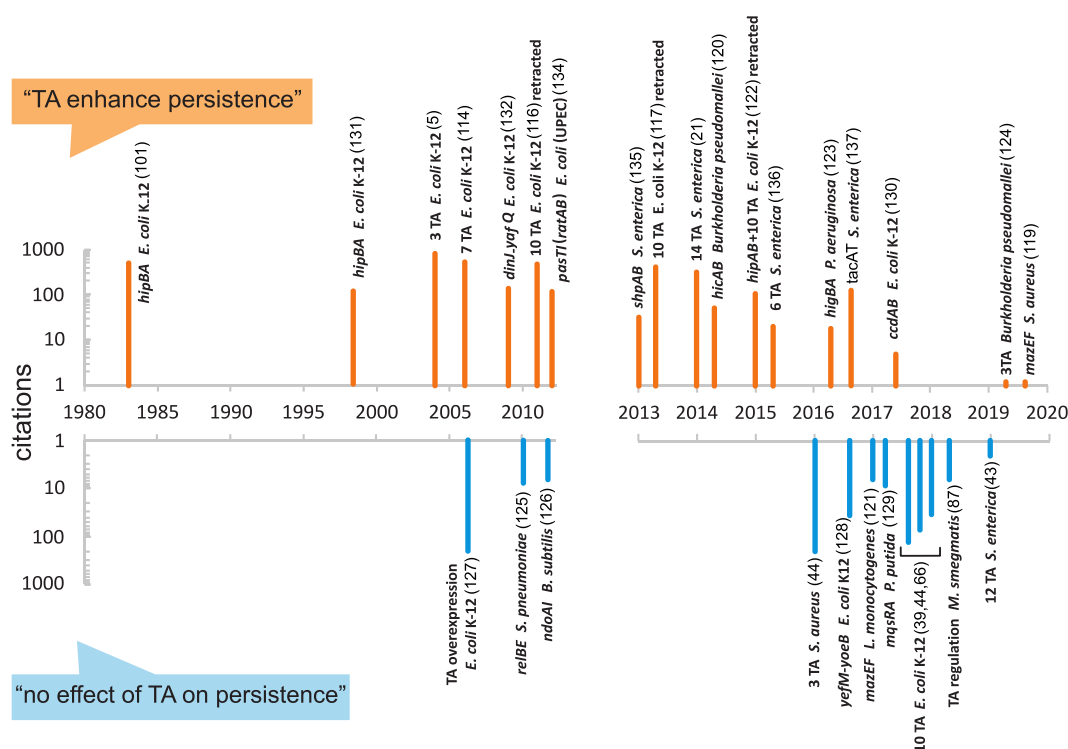 “TA enhance persistence”
hipBA E. coli K.12 (101)
hipBA E. coli K-12 (131)
3 TA E. coli K-12 (5)
7 TA E. coli K-12 (114)
dinJ-yaf Q E. coli K-12 (132)
10 TA E. coli K-12 (116) retracted
pasTI(ratAB) E. coli (UPEC) (134)
shpAB S. enterica (135)
10 TA E. coli K-12 (117) retracted
14 TA S. enterica (21)
hicAB Burkholderia pseudomallei (120)
hipAB+10 TA E. coli K-12 (122) retracted
6 TA S. enterica (136)
higBA P. aeruginosa (123)
tacAT S. enterica (137)
ccdAB E. coli K-12 (130)
3TA Burkholderia pseudomallei (124)
mazEF S. aureus (119)
1000
100
10
1
1980 1985 1990 1995 2000 2005 2010 2013 2014 2015 2016 2017 2018 2019 2020
citations
1
10
100
1000
TA overexpression
E. coli K-12 (127)
relBE S. pneumoniae (125)
ndoAI B. subtilis (126)
3 TA S. aureus (44)
yefM-yoeB E. coli K12 (128)
mazEF L. monocytogenes (121)
mqsRA P. putida (129)
10 TA E. coli K-12 (39,44,66)
TA regulation M. smegmatis (87)
12 TA S. enterica(43)
“no effect of TA on persistence”